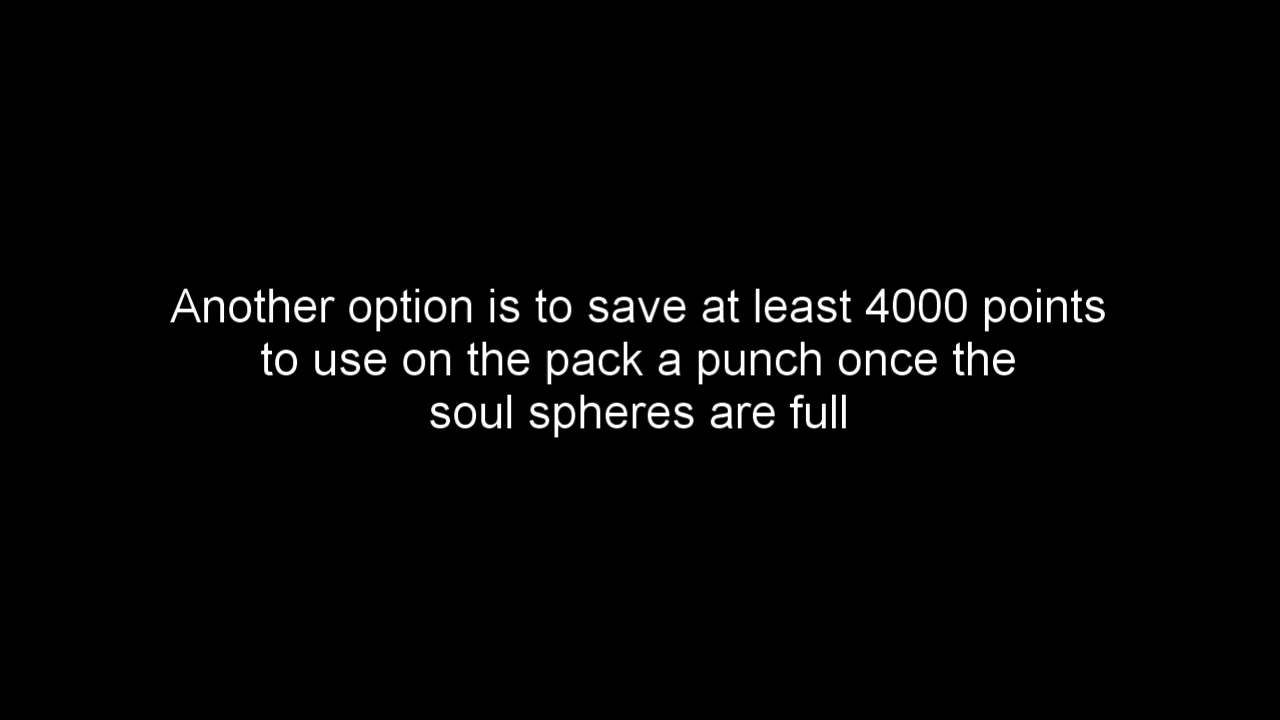 Another option is to save at least 4000 points
to use on the pack a punch once the
soul spheres are full